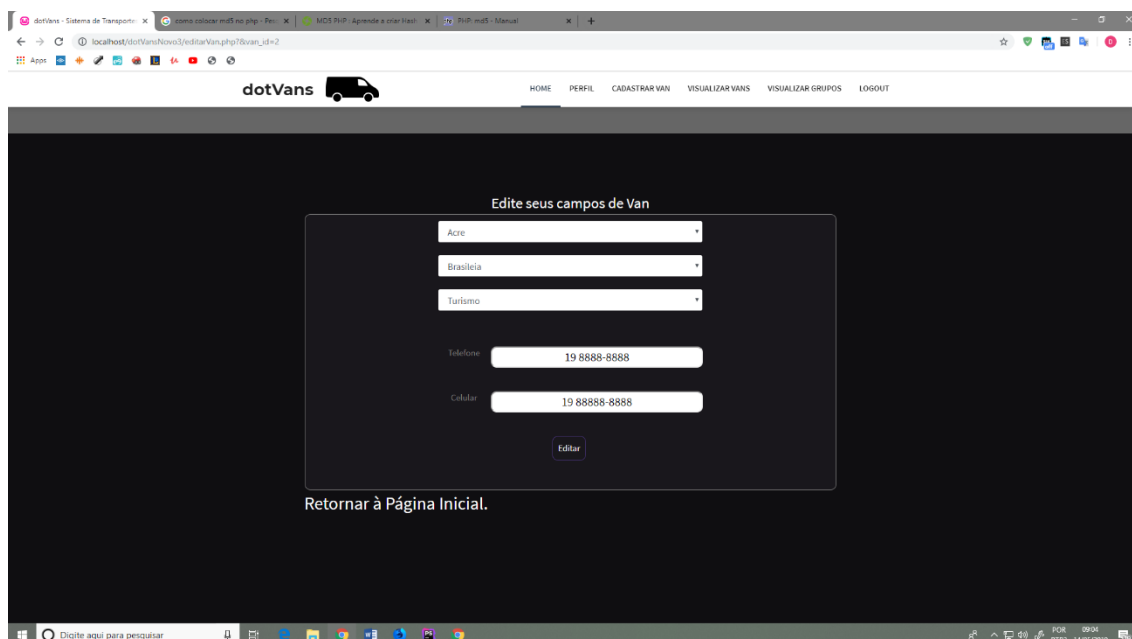 dotVans - Sistema de Transporte
como colocar md5 no php - Pes
MD5 PHP: Aprenda a criar Hash
PHP: md5 - Manual
localhost/dotVansNovo3/editarVan.php?&van_id=2
Apps
dotVans HOME PERFIL CADASTRAR VAN VISUALIZAR VANS VISUALIZAR GRUPOS LOGOUT
Edite seus campos de Van
Acre
Brasileia
Turismo
Telefone 19 8888-8888
Celular 19 88888-8888
Editar
Retornar à Página Inicial.
Digite aqui para pesquisar
POR 09:04